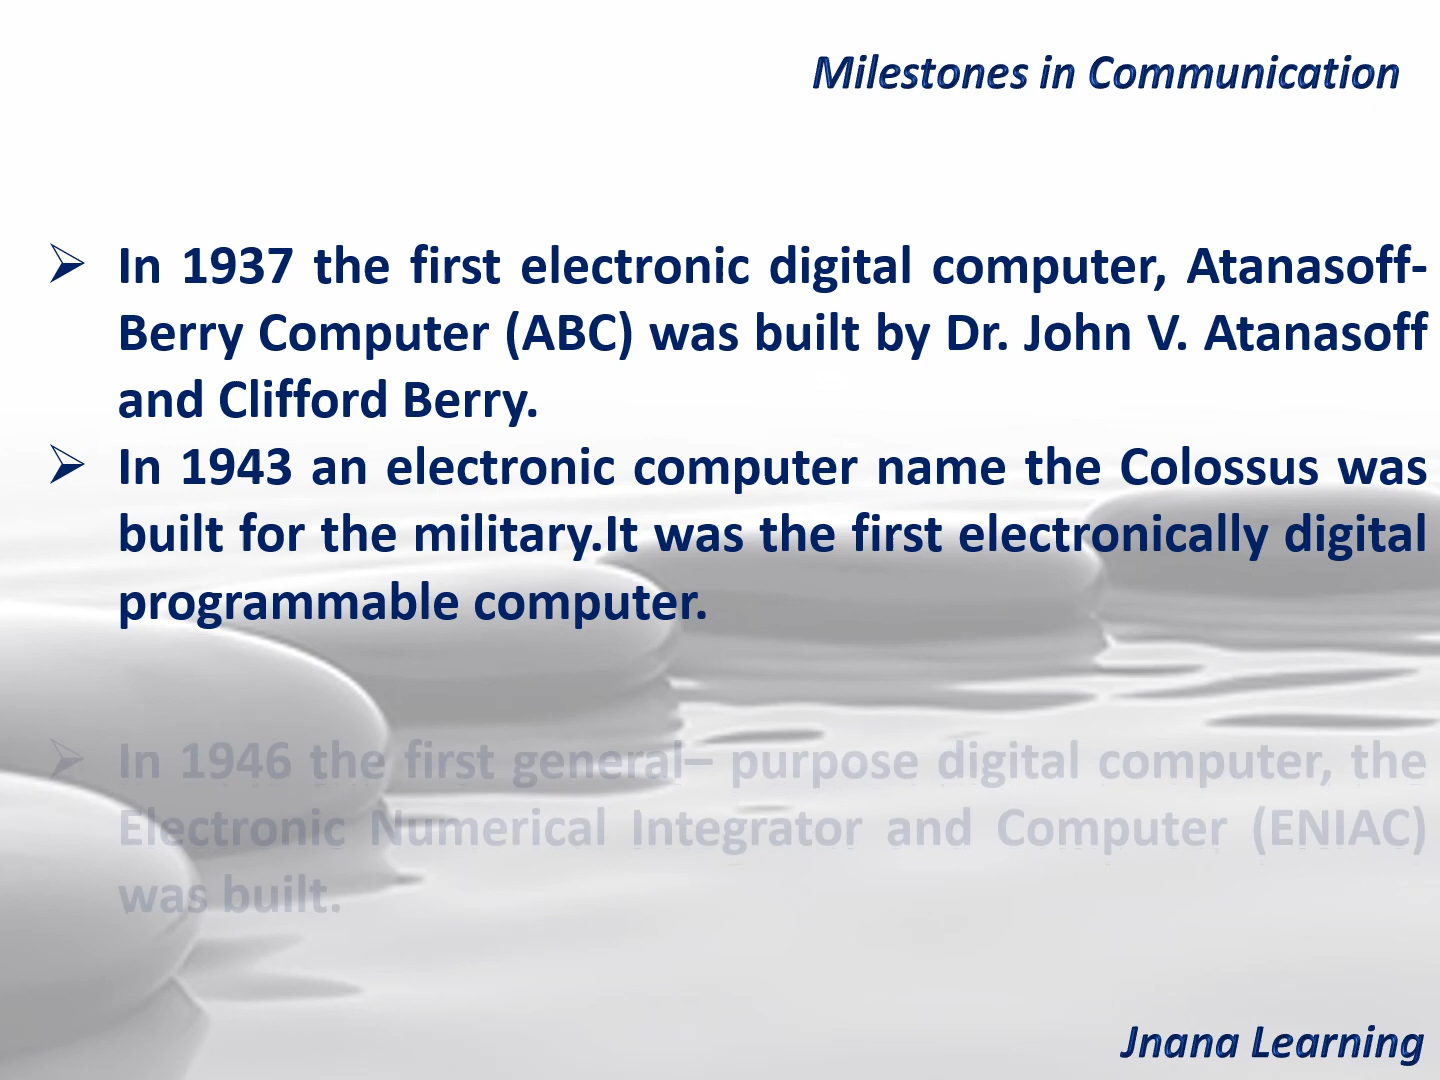 Milestones in Communication
➢ In 1937 the first electronic digital computer, Atanasoff-
Berry Computer (ABC) was built by Dr. John V. Atanasoff
and Clifford Berry.
➢ In 1943 an electronic computer name the Colossus was
built for the military.It was the first electronically digital
programmable computer.
➢ In 1946 the first general– purpose digital computer, the
Electronic Numerical Integrator and Computer (ENIAC)
was built.
Jnana Learning